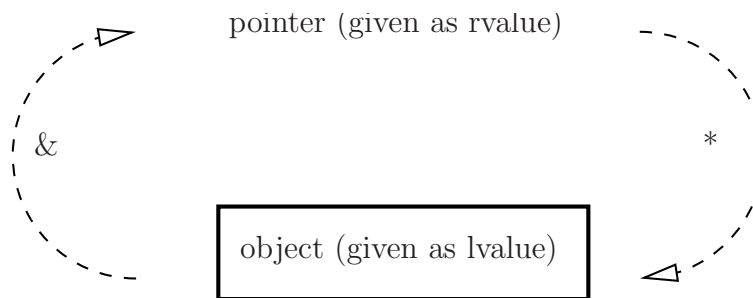 pointer (given as rvalue)
& *
object (given as lvalue)